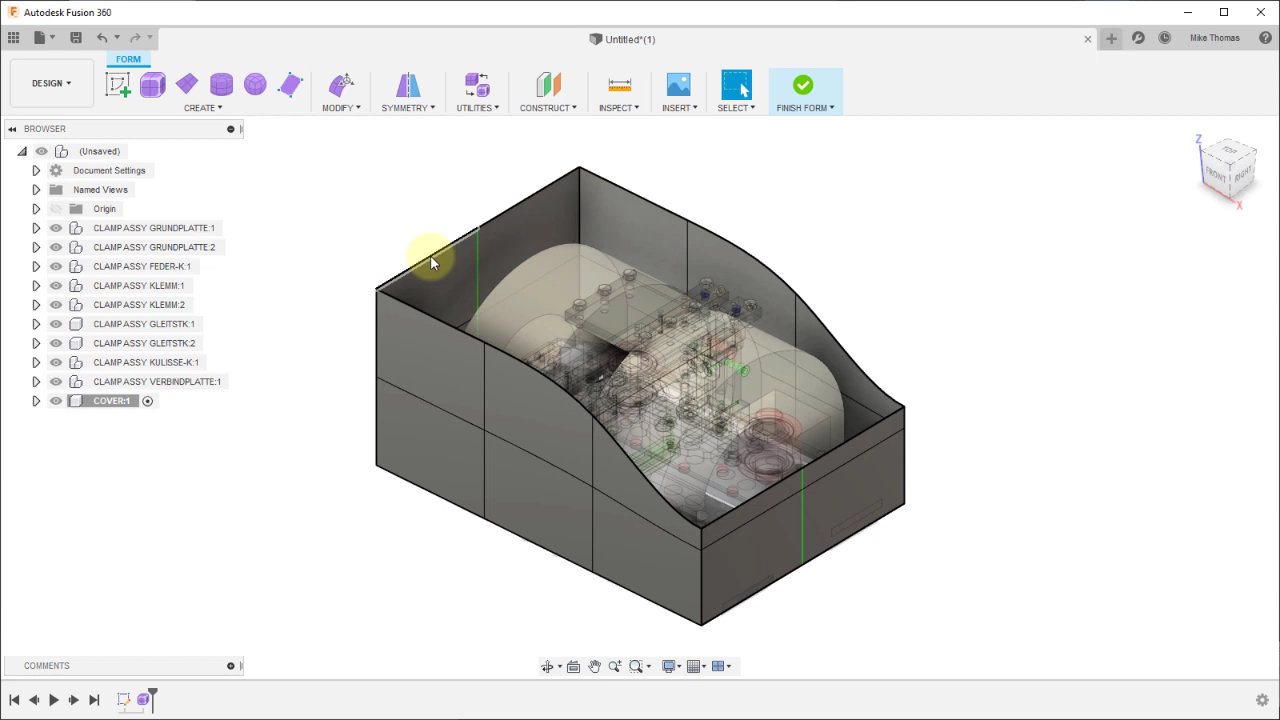 Autodesk Fusion 360
Untitled*(1)
Mike Thomas
FORM
DESIGN
CREATE
MODIFY
SYMMETRY
UTILITIES
CONSTRUCT
INSPECT
INSERT
SELECT
FINISH FORM
BROWSER
(Unsaved)
Document Settings
Named Views
Origin
CLAMP ASSY GRUNDPLATTE:1
CLAMP ASSY GRUNDPLATTE:2
CLAMP ASSY FEDER-K:1
CLAMP ASSY KLEMM:1
CLAMP ASSY KLEMM:2
CLAMP ASSY GLEITSTK:1
CLAMP ASSY GLEITSTK:2
CLAMP ASSY KULISSE-K:1
CLAMP ASSY VERBINDPLATTE:1
COVER:1
Z
TOP
FRONT
RIGHT
X
COMMENTS